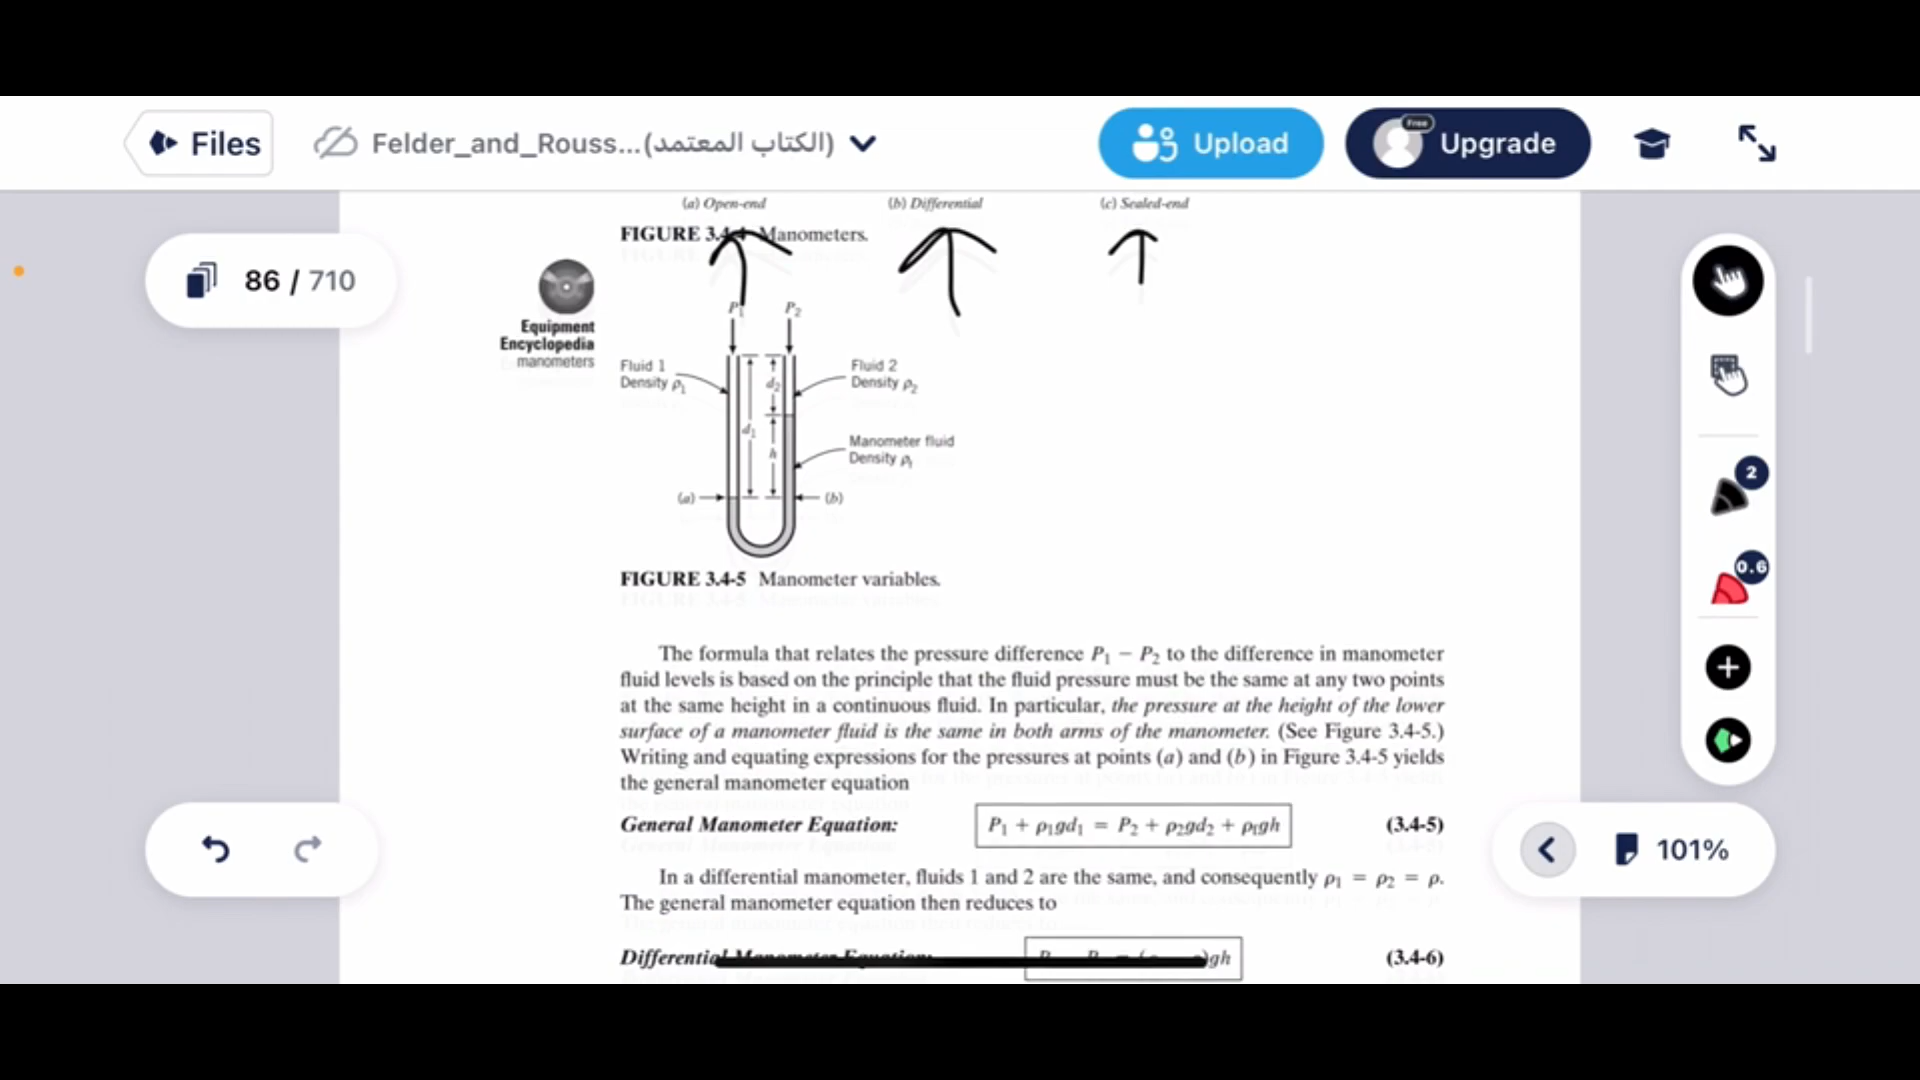 Files
Felder_and_Rouss...(الكتاب المعتمد)
Upload
Free
Upgrade
86 / 710
(a) Open-end
(b) Differential
(c) Sealed-end
FIGURE 3.4-4 Manometers.
Equipment
Encyclopedia
manometers
P₁
P₂
Fluid 1
Density ρ₁
Fluid 2
Density ρ₂
d₂
d₁
h
Manometer fluid
Density ρf
(a)
(b)
FIGURE 3.4-5 Manometer variables.
The formula that relates the pressure difference P₁ − P₂ to the difference in manometer
fluid levels is based on the principle that the fluid pressure must be the same at any two points
at the same height in a continuous fluid. In particular, the pressure at the height of the lower
surface of a manometer fluid is the same in both arms of the manometer. (See Figure 3.4-5.)
Writing and equating expressions for the pressures at points (a) and (b) in Figure 3.4-5 yields
the general manometer equation
General Manometer Equation: P₁ + ρ₁gd₁ = P₂ + ρ₂gd₂ + ρfgh (3.4-5)
In a differential manometer, fluids 1 and 2 are the same, and consequently ρ₁ = ρ₂ = ρ.
The general manometer equation then reduces to
Differential Manometer Equation: gh (3.4-6)
2
0.6
101%